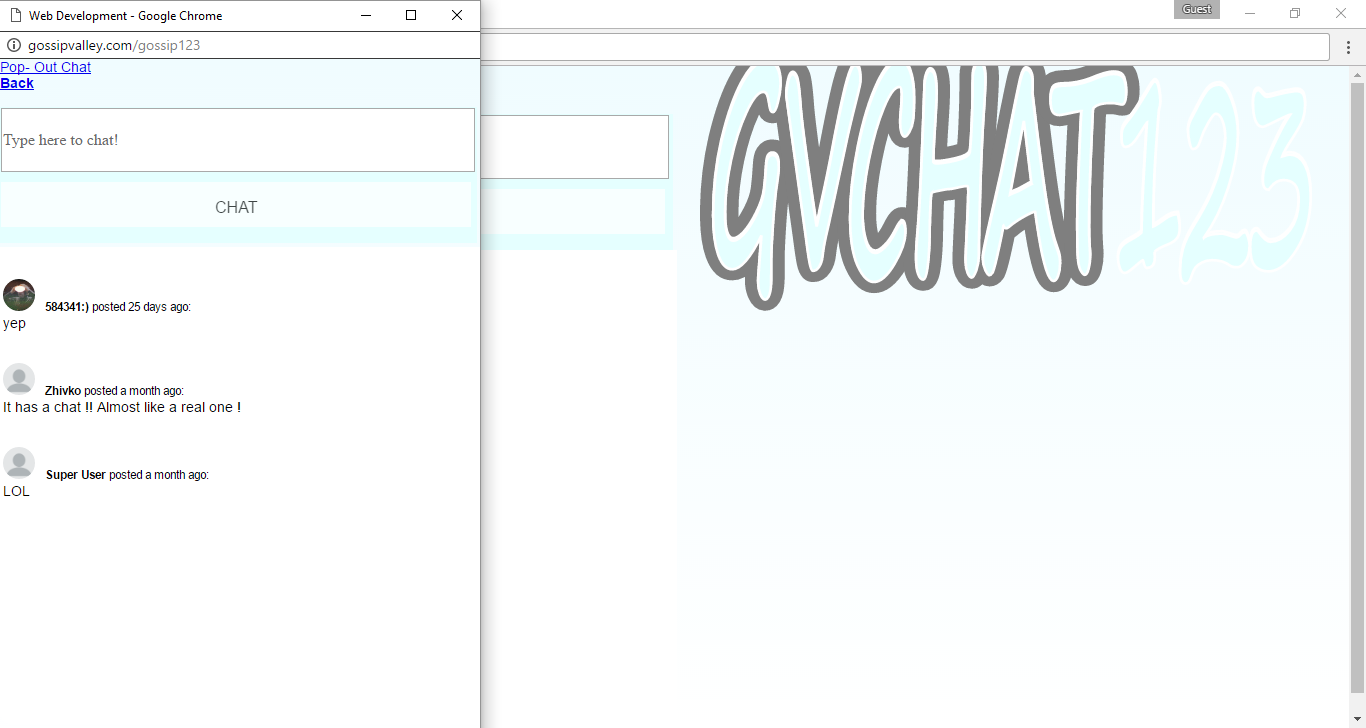 Web Development - Google Chrome
Guest
gossipvalley.com/gossip123
Pop- Out Chat
Back
Type here to chat!
CHAT
GVCHAT123
584341:) posted 25 days ago:
yep
Zhivko posted a month ago:
It has a chat !! Almost like a real one !
Super User posted a month ago:
LOL